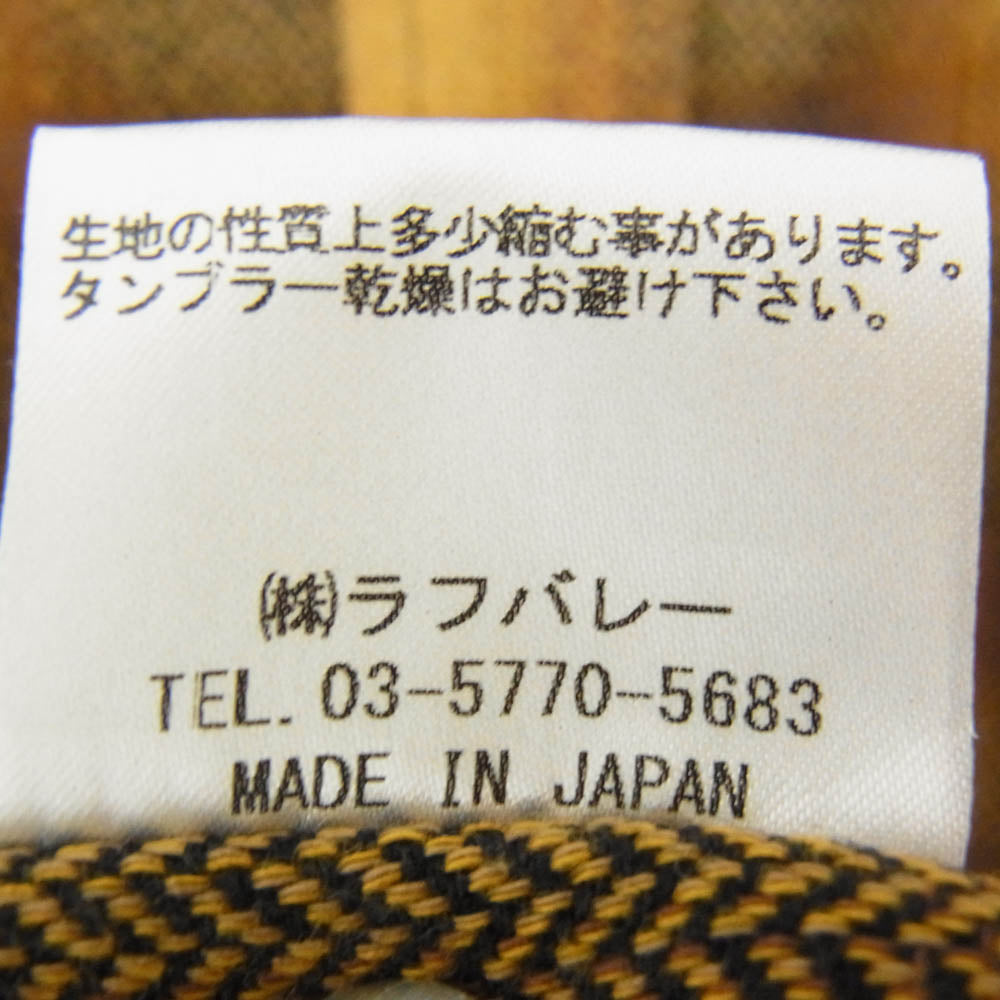 生地の性質上多少縮む事があります。
タンブラー乾燥はお避け下さい。
㈱ラフバレー
TEL. 03-5770-5683
MADE IN JAPAN